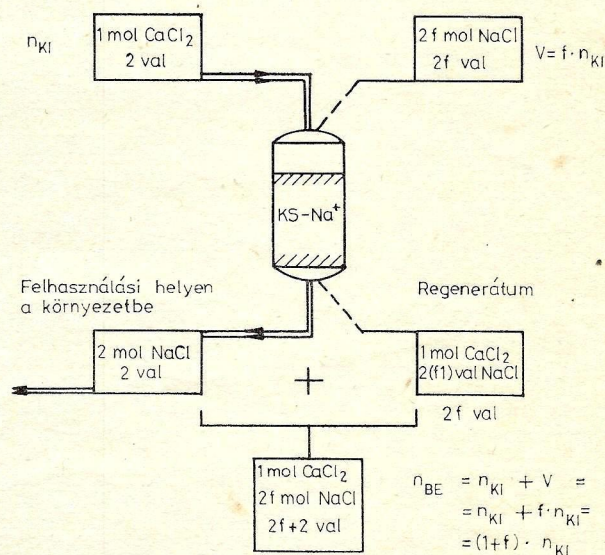 n_KI
1 mol CaCl₂
2 val
2f mol NaCl
2f val
V = f · n_KI
KS-Na⁺
Felhasználási helyen
a környezetbe
Regenerátum
2 mol NaCl
2 val
+
1 mol CaCl₂
2(f1) val NaCl
2f val
1 mol CaCl₂
2f mol NaCl
2f+2 val
n_BE = n_KI + V =
= n_KI + f · n_KI =
= (1+f) · n_KI